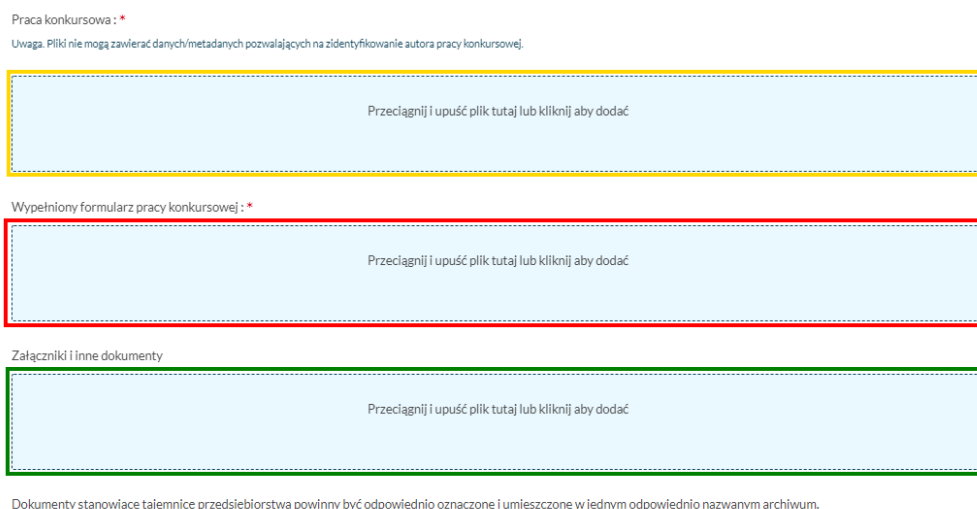 Praca konkursowa : *
Uwaga. Pliki nie mogą zawierać danych/metadanych pozwalających na zidentyfikowanie autora pracy konkursowej.
Przeciągnij i upuść plik tutaj lub kliknij aby dodać
Wypełniony formularz pracy konkursowej : *
Przeciągnij i upuść plik tutaj lub kliknij aby dodać
Załączniki i inne dokumenty
Przeciągnij i upuść plik tutaj lub kliknij aby dodać
Dokumenty stanowiące tajemnicę przedsiębiorstwa powinny być odpowiednio oznaczone i umieszczone w jednym odpowiednio nazwanym archiwum.